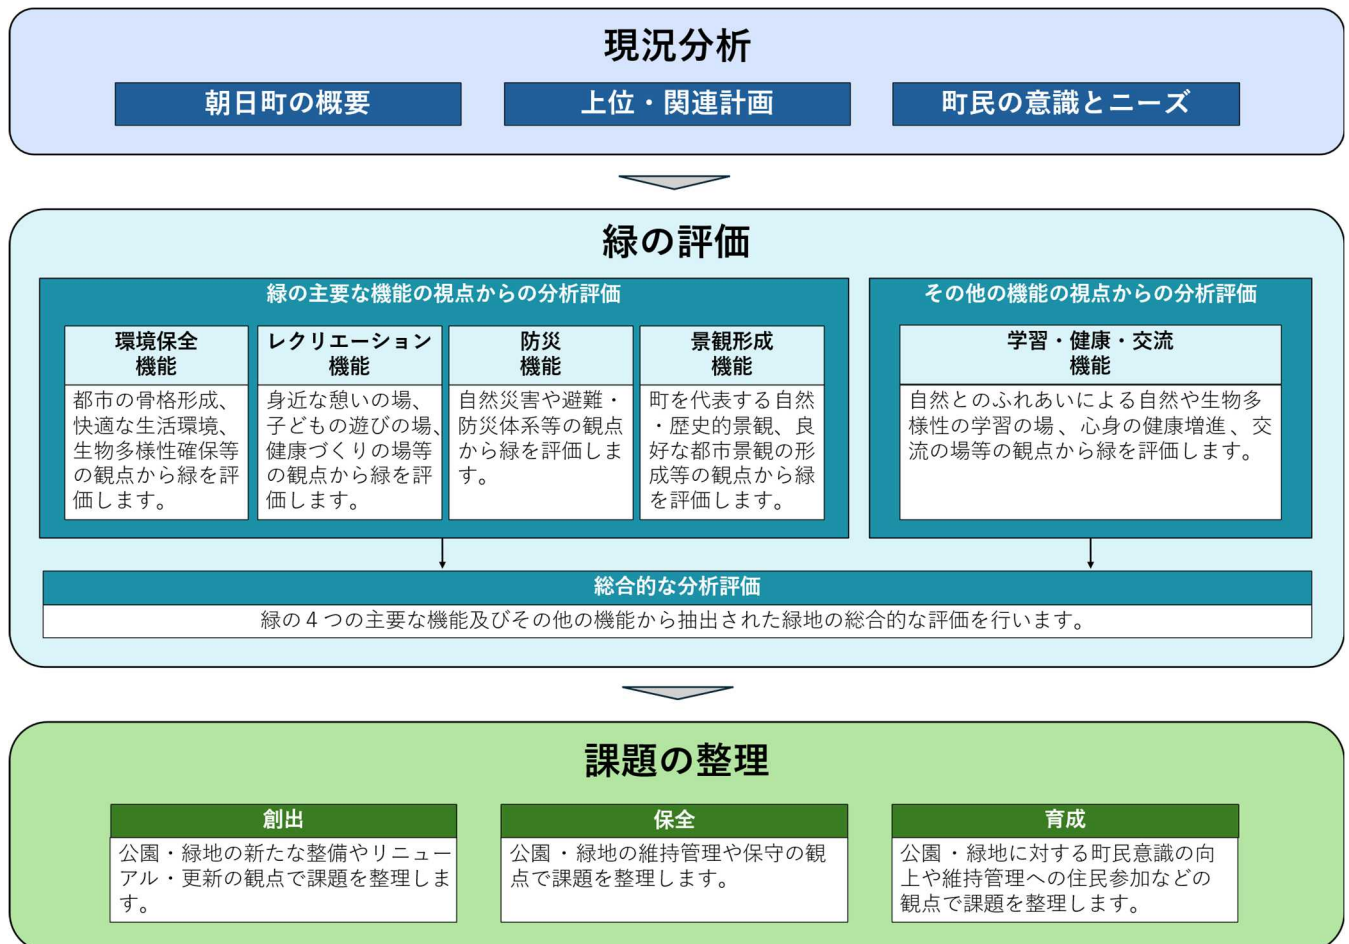 現況分析
朝日町の概要
上位・関連計画
町民の意識とニーズ
緑の評価
緑の主要な機能の視点からの分析評価
環境保全
機能
都市の骨格形成、
快適な生活環境、
生物多様性確保等
の観点から緑を評
価します。
レクリエーション
機能
身近な憩いの場、
子どもの遊びの場、
健康づくりの場等
の観点から緑を評
価します。
防災
機能
自然災害や避難・
防災体系等の観点
から緑を評価しま
す。
景観形成
機能
町を代表する自然
・歴史的景観、良
好な都市景観の形
成等の観点から緑
を評価します。
その他の機能の視点からの分析評価
学習・健康・交流
機能
自然とのふれあいによる自然や生物多
様性の学習の場、心身の健康増進、交
流の場等の観点から緑を評価します。
総合的な分析評価
緑の4つの主要な機能及びその他の機能から抽出された緑地の総合的な評価を行います。
課題の整理
創出
公園・緑地の新たな整備やリニュー
アル・更新の観点で課題を整理しま
す。
保全
公園・緑地の維持管理や保守の観
点で課題を整理します。
育成
公園・緑地に対する町民意識の向
上や維持管理への住民参加などの
観点で課題を整理します。